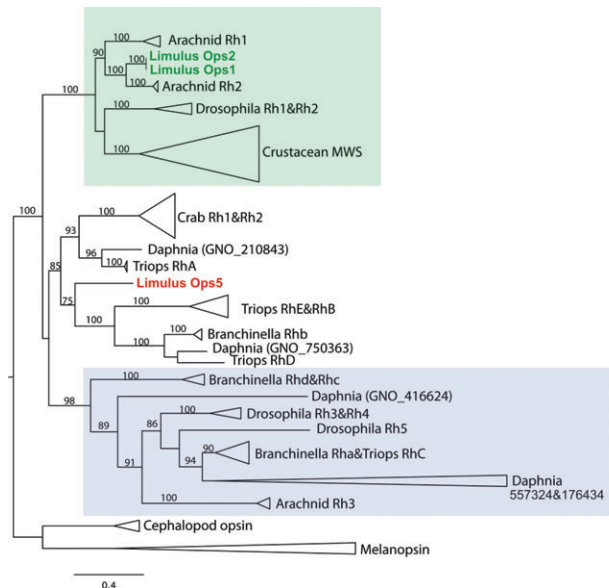 100
Arachnid Rh1
90
Limulus Ops2
100
Limulus Ops1
100
100
Arachnid Rh2
100
100
Drosophila Rh1&Rh2
100
Crustacean MWS
100
93
100
Crab Rh1&Rh2
Daphnia (GNO_210843)
96
100
Triops RhA
85
Limulus Ops5
75
100
Triops RhE&RhB
100
100
Branchinella Rhb
Daphnia (GNO_750363)
Triops RhD
100
Branchinella Rhd&Rhc
98
Daphnia (GNO_416624)
100
Drosophila Rh3&Rh4
86
89
Drosophila Rh5
90
Branchinella Rha&Triops RhC
91
94
Daphnia
557324&176434
100
Arachnid Rh3
100
Cephalopod opsin
100
Melanopsin
0.4